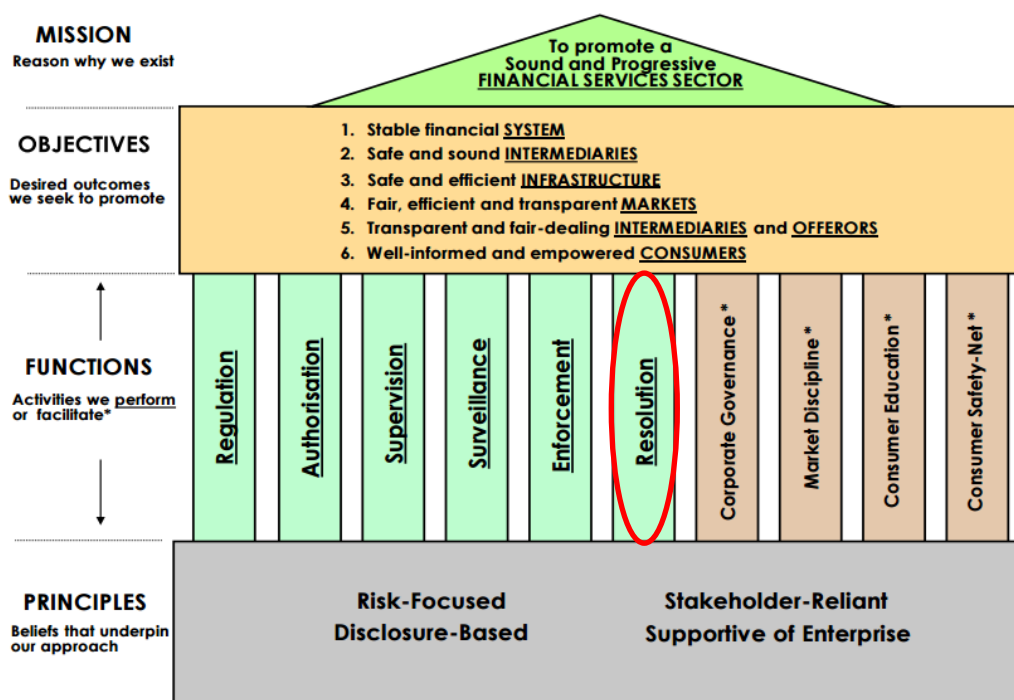 MISSION
Reason why we exist
To promote a
Sound and Progressive
FINANCIAL SERVICES SECTOR
OBJECTIVES
Desired outcomes
we seek to promote
1. Stable financial SYSTEM
2. Safe and sound INTERMEDIARIES
3. Safe and efficient INFRASTRUCTURE
4. Fair, efficient and transparent MARKETS
5. Transparent and fair-dealing INTERMEDIARIES and OFFERORS
6. Well-informed and empowered CONSUMERS
FUNCTIONS
Activities we perform
or facilitate*
Regulation
Authorisation
Supervision
Surveillance
Enforcement
Resolution
Corporate Governance *
Market Discipline *
Consumer Education *
Consumer Safety-Net *
PRINCIPLES
Beliefs that underpin
our approach
Risk-Focused
Disclosure-Based
Stakeholder-Reliant
Supportive of Enterprise